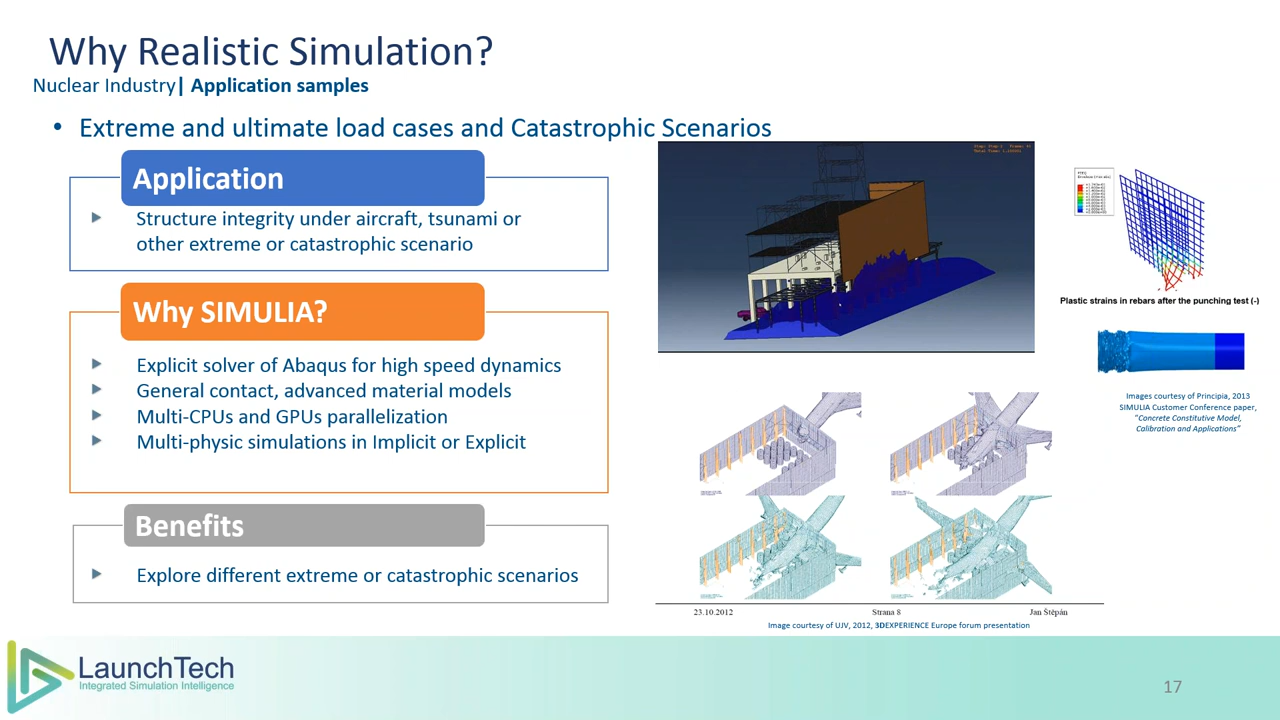 Why Realistic Simulation?
Nuclear Industry| Application samples
• Extreme and ultimate load cases and Catastrophic Scenarios
Application
Structure integrity under aircraft, tsunami or
other extreme or catastrophic scenario
Why SIMULIA?
Explicit solver of Abaqus for high speed dynamics
General contact, advanced material models
Multi-CPUs and GPUs parallelization
Multi-physic simulations in Implicit or Explicit
Benefits
Explore different extreme or catastrophic scenarios
Plastic strains in rebars after the punching test (-)
Images courtesy of Principia, 2013
SIMULIA Customer Conference paper,
"Concrete Constitutive Model,
Calibration and Applications"
23.10.2012
Strana 8
Jan Štěpán
Image courtesy of UJV, 2012, 3DEXPERIENCE Europe forum presentation
LaunchTech
Integrated Simulation Intelligence
17